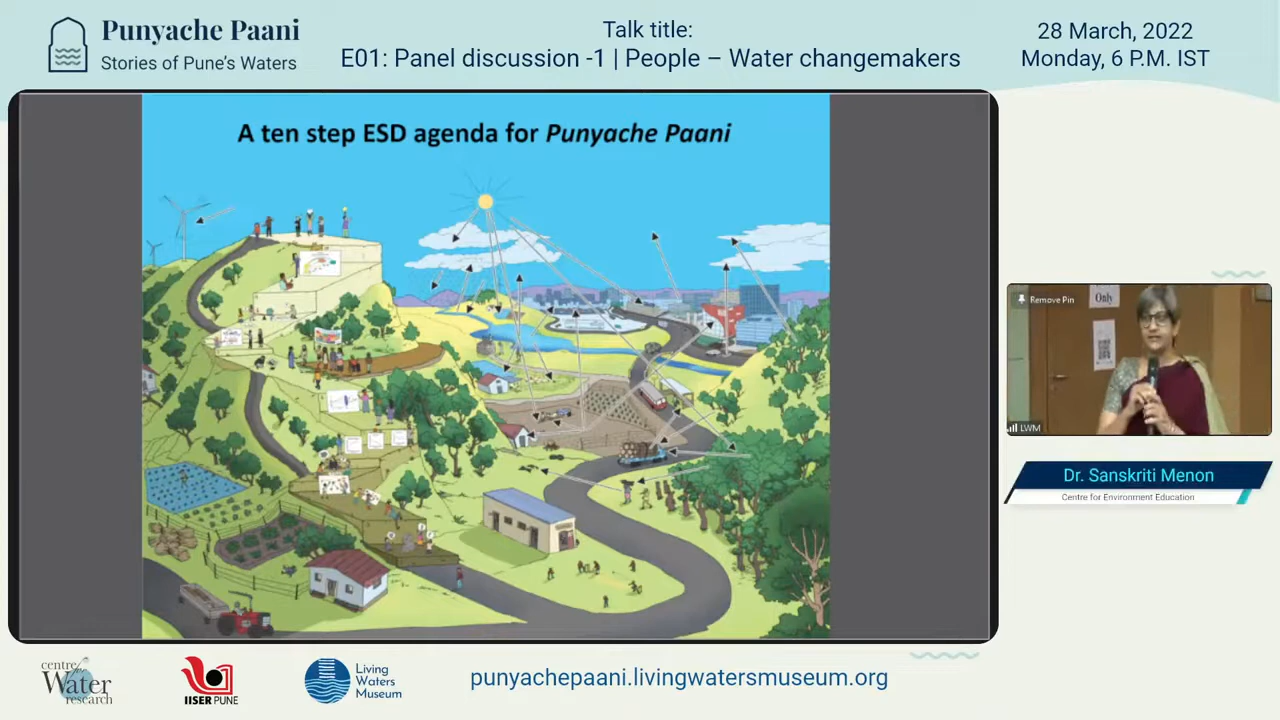 Punyache Paani
Stories of Pune's Waters
Talk title:
E01: Panel discussion -1 | People – Water changemakers
28 March, 2022
Monday, 6 P.M. IST
A ten step ESD agenda for Punyache Paani
Remove Pin
Only
LWM
Dr. Sanskriti Menon
Centre for Environment Education
centre
for
Water
research
IISER PUNE
Living
Waters
Museum
punyachepaani.livingwatersmuseum.org